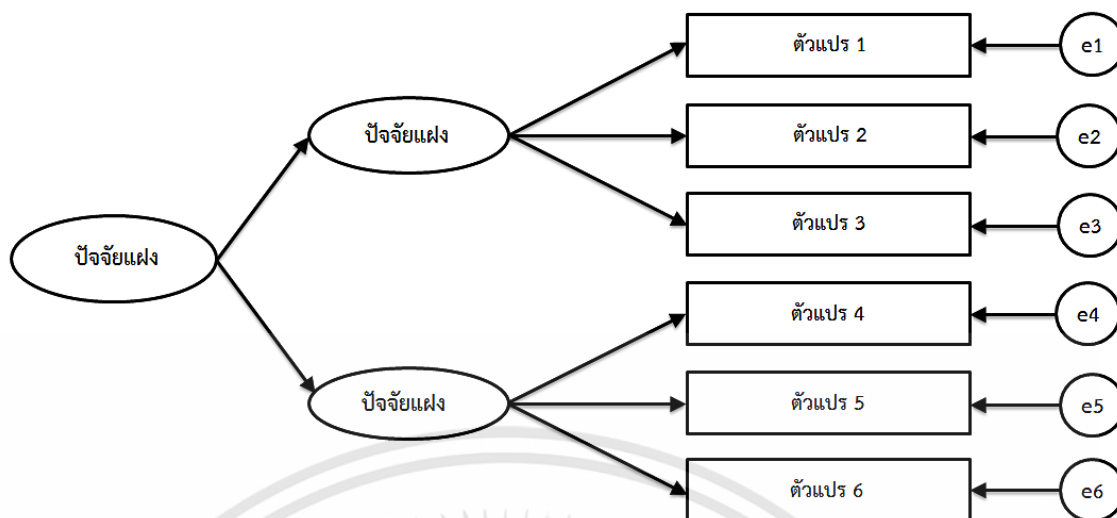 ตัวแปร 1
e1
ปัจจัยแฝง
ตัวแปร 2
e2
ตัวแปร 3
e3
ปัจจัยแฝง
ตัวแปร 4
e4
ปัจจัยแฝง
ตัวแปร 5
e5
ตัวแปร 6
e6